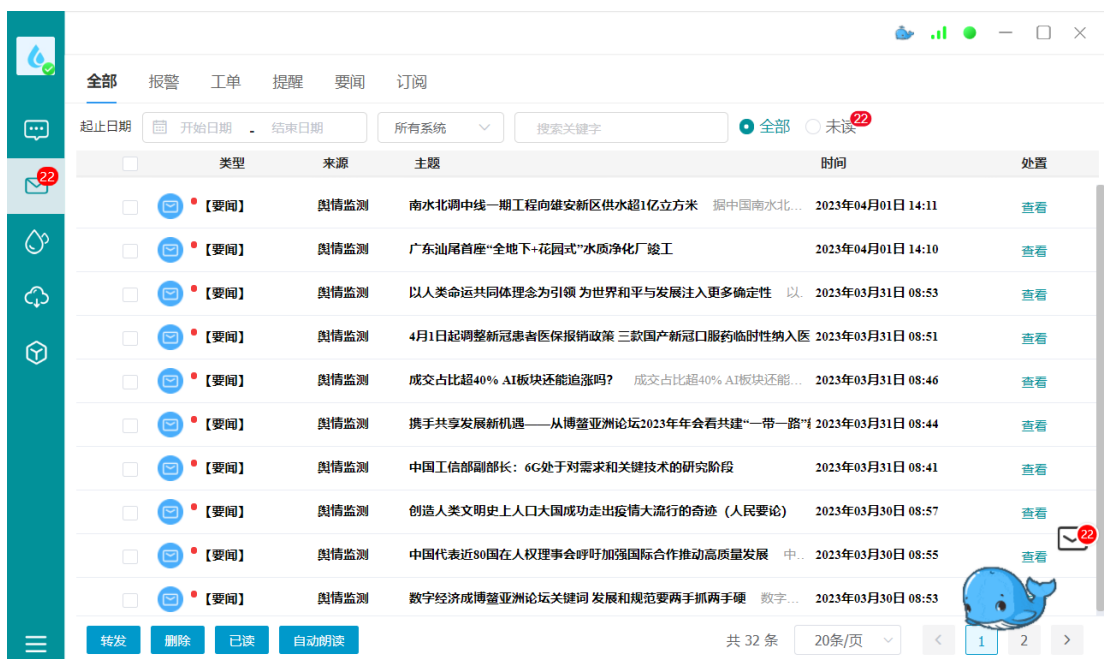 全部 报警 工单 提醒 要闻 订阅
起止日期 开始日期 - 结束日期 所有系统 搜索关键字 全部 未读 22
类型 来源 主题 时间 处置
22
【要闻】 舆情监测 南水北调中线一期工程向雄安新区供水超1亿立方米 据中国南水北... 2023年04月01日 14:11 查看
【要闻】 舆情监测 广东汕尾首座“全地下+花园式”水质净化厂竣工 2023年04月01日 14:10 查看
【要闻】 舆情监测 以人类命运共同体理念为引领 为世界和平与发展注入更多确定性 以.. 2023年03月31日 08:53 查看
【要闻】 舆情监测 4月1日起调整新冠患者医保报销政策 三款国产新冠口服药临时性纳入医 2023年03月31日 08:51 查看
【要闻】 舆情监测 成交占比超40% AI板块还能追涨吗? 成交占比超40% AI板块还能... 2023年03月31日 08:46 查看
【要闻】 舆情监测 携手共享发展新机遇——从博鳌亚洲论坛2023年年会看共建“一带一路” 2023年03月31日 08:44 查看
【要闻】 舆情监测 中国工信部副部长：6G处于对需求和关键技术的研究阶段 2023年03月31日 08:41 查看
【要闻】 舆情监测 创造人类文明史上人口大国成功走出疫情大流行的奇迹（人民要论） 2023年03月30日 08:57 查看
22
【要闻】 舆情监测 中国代表近80国在人权理事会呼吁加强国际合作推动高质量发展 中.. 2023年03月30日 08:55 查看
【要闻】 舆情监测 数字经济成博鳌亚洲论坛关键词 发展和规范要两手抓两手硬 数字... 2023年03月30日 08:53
转发 删除 已读 自动朗读 共 32 条 20条/页 < 1 2 >